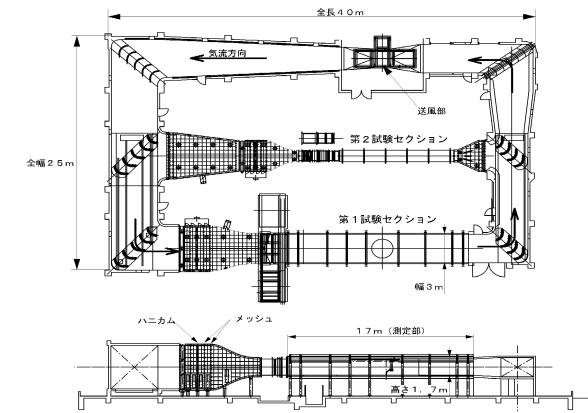 全長４０ｍ
気流方向
送風部
第２試験セクション
全幅２５ｍ
第１試験セクション
幅３ｍ
ハニカム
メッシュ
１７ｍ（測定部）
高さ１．７ｍ